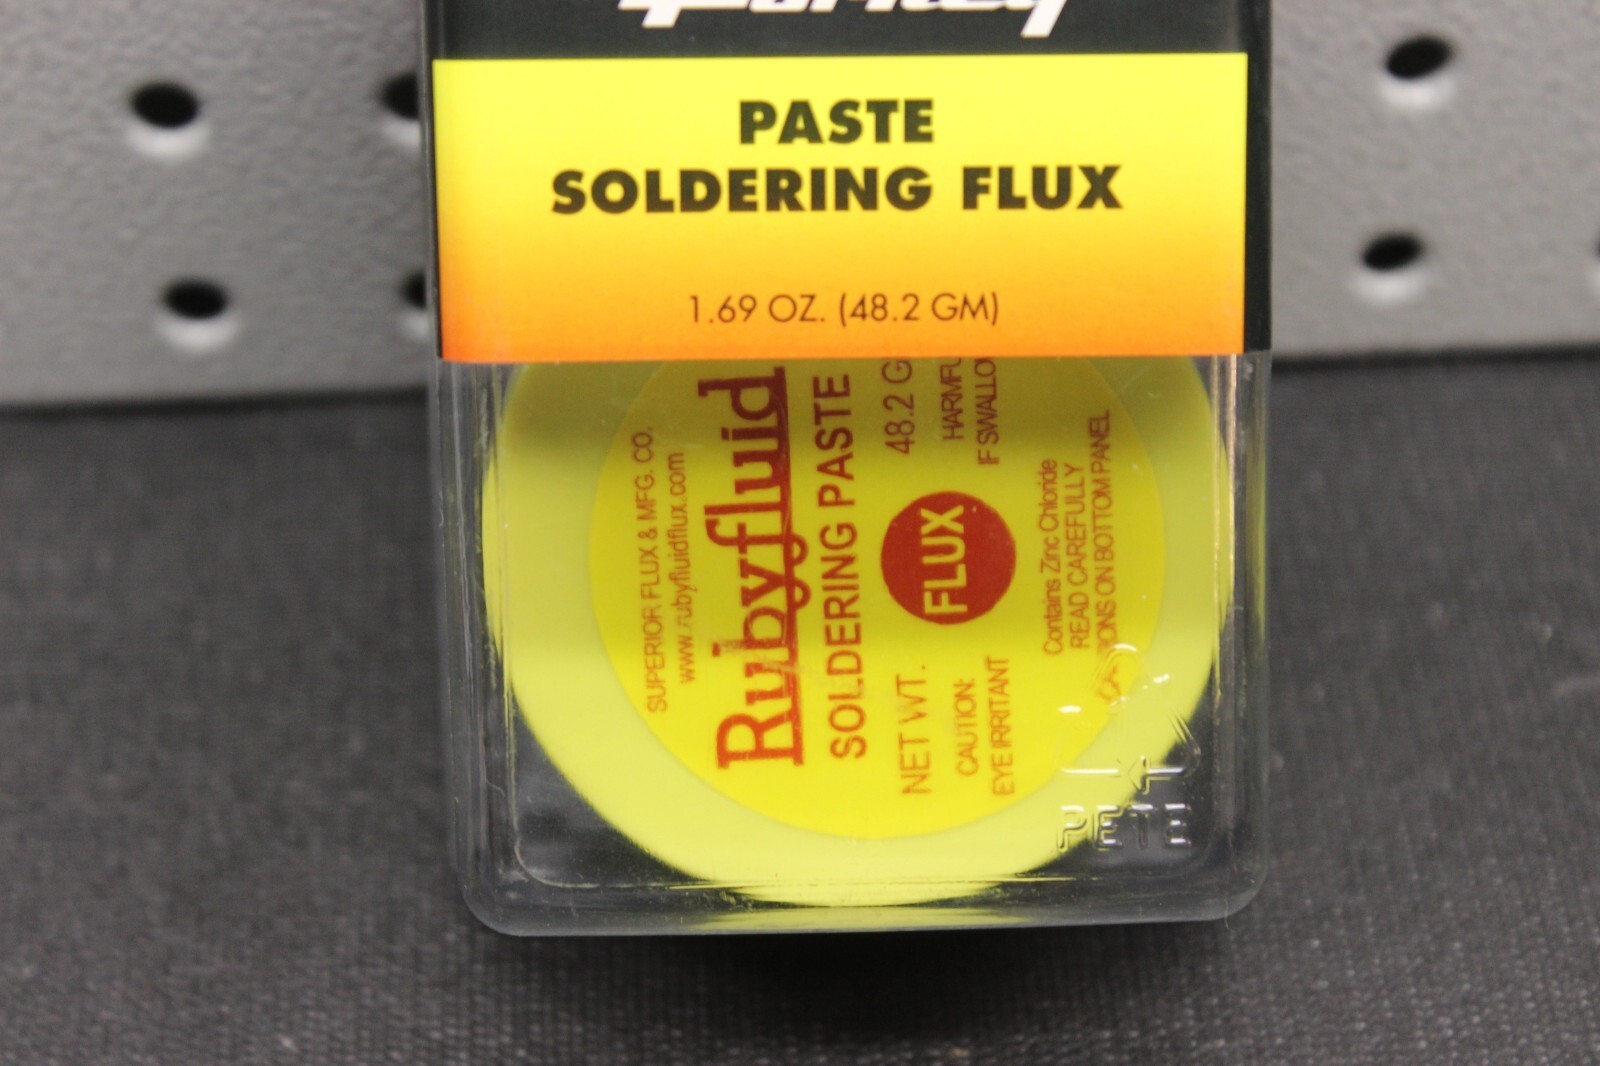 PASTE
SOLDERING FLUX
1.69 OZ. (48.2 GM)
SUPERIOR FLUX & MFG. CO.
www.rubyfluidflux.com
Rubyfluid
SOLDERING PASTE
NET WT. 48.2 G
FLUX
CAUTION: HARMFU
EYE IRRITANT IF SWALLO
Contains Zinc Chloride
READ CAREFULLY
ON BOTTOM PANEL
PETE